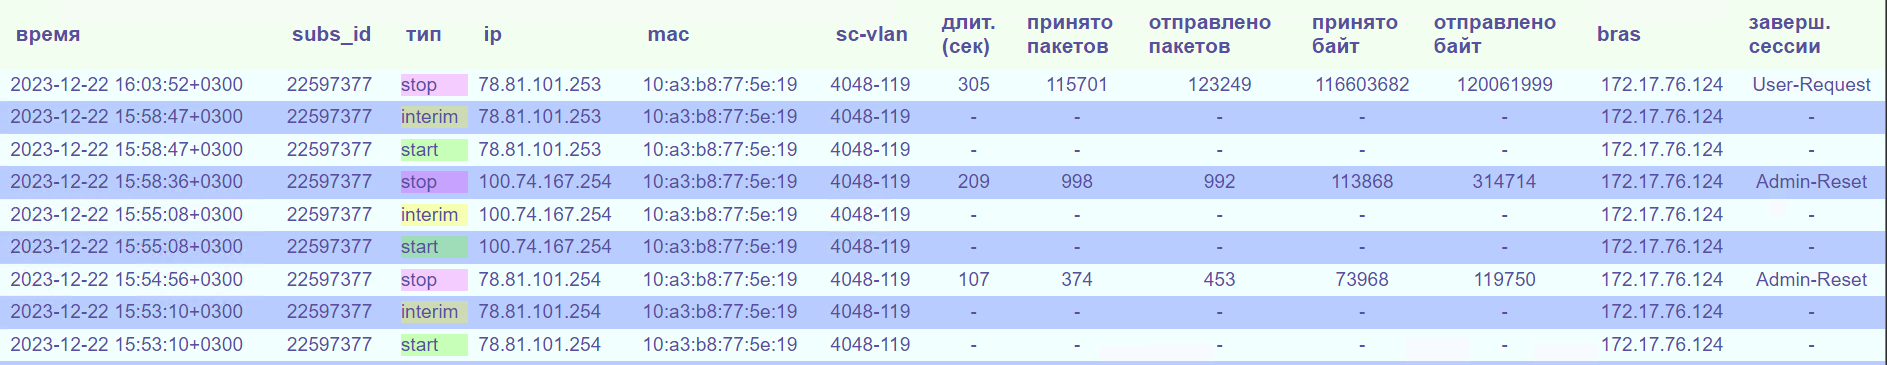 время subs_id тип ip mac sc-vlan длит. (сек) принято пакетов отправлено пакетов принято байт отправлено байт bras заверш. сессии
2023-12-22 16:03:52+0300 22597377 stop 78.81.101.253 10:a3:b8:77:5e:19 4048-119 305 115701 123249 116603682 120061999 172.17.76.124 User-Request
2023-12-22 15:58:47+0300 22597377 interim 78.81.101.253 10:a3:b8:77:5e:19 4048-119 - - - - - 172.17.76.124 -
2023-12-22 15:58:47+0300 22597377 start 78.81.101.253 10:a3:b8:77:5e:19 4048-119 - - - - - 172.17.76.124 -
2023-12-22 15:58:36+0300 22597377 stop 100.74.167.254 10:a3:b8:77:5e:19 4048-119 209 998 992 113868 314714 172.17.76.124 Admin-Reset
2023-12-22 15:55:08+0300 22597377 interim 100.74.167.254 10:a3:b8:77:5e:19 4048-119 - - - - - 172.17.76.124 -
2023-12-22 15:55:08+0300 22597377 start 100.74.167.254 10:a3:b8:77:5e:19 4048-119 - - - - - 172.17.76.124 -
2023-12-22 15:54:56+0300 22597377 stop 78.81.101.254 10:a3:b8:77:5e:19 4048-119 107 374 453 73968 119750 172.17.76.124 Admin-Reset
2023-12-22 15:53:10+0300 22597377 interim 78.81.101.254 10:a3:b8:77:5e:19 4048-119 - - - - - 172.17.76.124 -
2023-12-22 15:53:10+0300 22597377 start 78.81.101.254 10:a3:b8:77:5e:19 4048-119 - - - - - 172.17.76.124 -